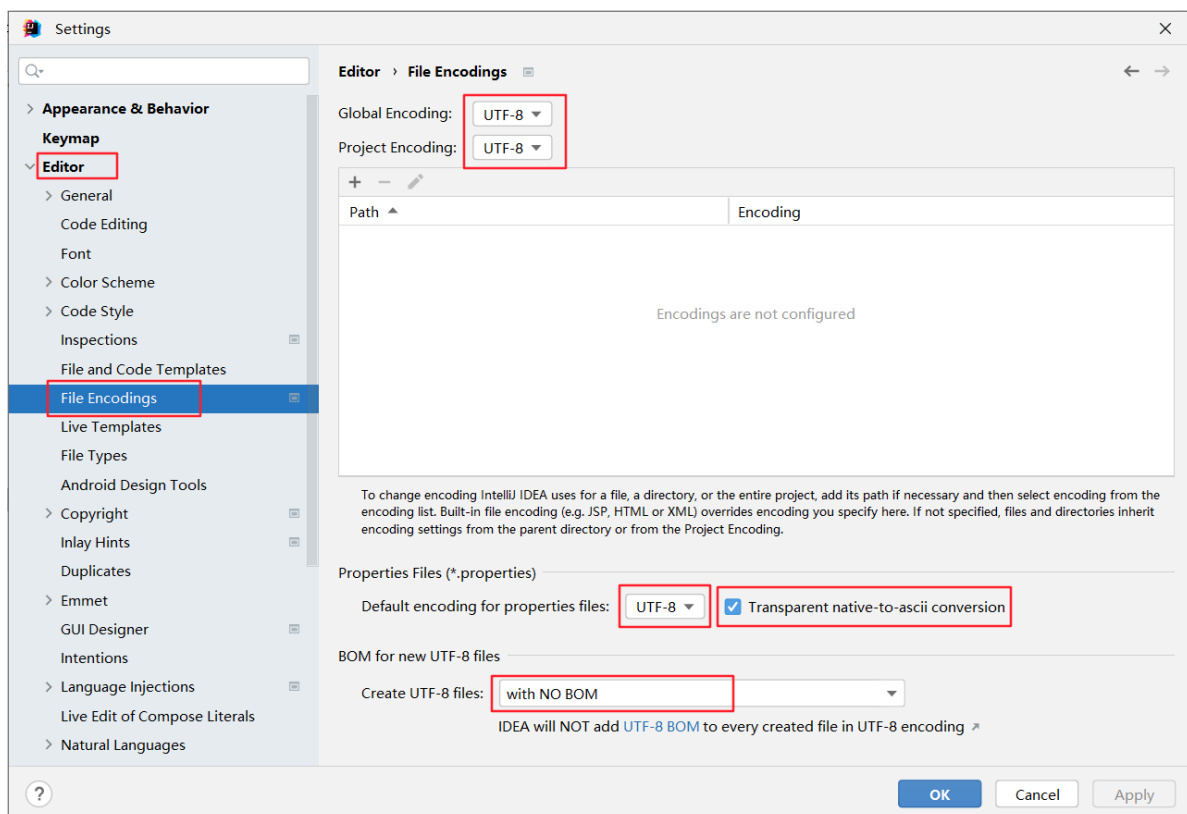 Settings
Appearance & Behavior
Keymap
Editor
General
Code Editing
Font
Color Scheme
Code Style
Inspections
File and Code Templates
File Encodings
Live Templates
File Types
Android Design Tools
Copyright
Inlay Hints
Duplicates
Emmet
GUI Designer
Intentions
Language Injections
Live Edit of Compose Literals
Natural Languages
Editor › File Encodings
Global Encoding: UTF-8
Project Encoding: UTF-8
Path Encoding
Encodings are not configured
To change encoding IntelliJ IDEA uses for a file, a directory, or the entire project, add its path if necessary and then select encoding from the
encoding list. Built-in file encoding (e.g. JSP, HTML or XML) overrides encoding you specify here. If not specified, files and directories inherit
encoding settings from the parent directory or from the Project Encoding.
Properties Files (*.properties)
Default encoding for properties files: UTF-8 Transparent native-to-ascii conversion
BOM for new UTF-8 files
Create UTF-8 files: with NO BOM
IDEA will NOT add UTF-8 BOM to every created file in UTF-8 encoding ↗
? OK Cancel Apply